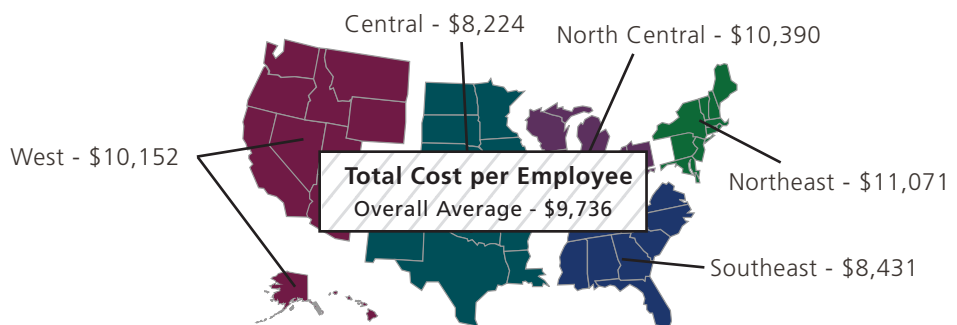 Central - $8,224
North Central - $10,390
West - $10,152
Total Cost per Employee
Overall Average - $9,736
Northeast - $11,071
Southeast - $8,431